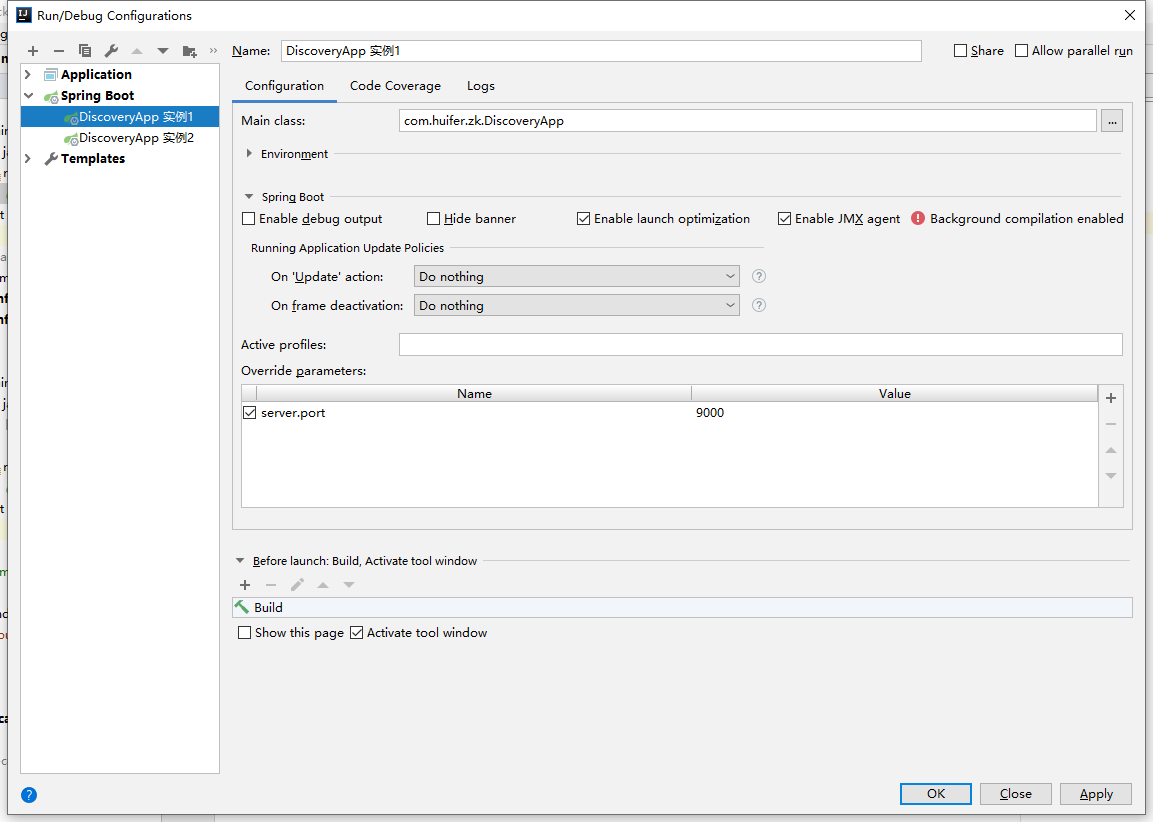 Run/Debug Configurations
Name: DiscoveryApp 实例1
Share
Allow parallel run
Application
Spring Boot
DiscoveryApp 实例1
DiscoveryApp 实例2
Templates
Configuration Code Coverage Logs
Main class: com.huifer.zk.DiscoveryApp ...
Environment
Spring Boot
Enable debug output Hide banner Enable launch optimization Enable JMX agent Background compilation enabled
Running Application Update Policies
On 'Update' action: Do nothing ?
On frame deactivation: Do nothing ?
Active profiles:
Override parameters:
Name Value
server.port 9000
Before launch: Build, Activate tool window
Build
Show this page Activate tool window
? OK Close Apply